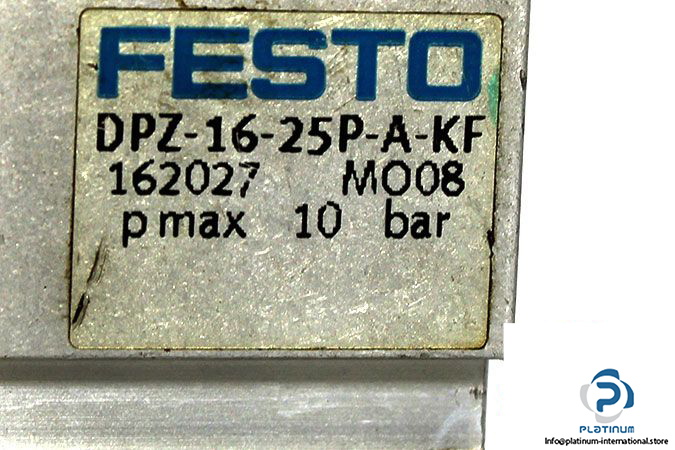 FESTO
DPZ-16-25P-A-KF
162027 MO08
p max 10 bar
PLATINUM
Info@platinum-international.store